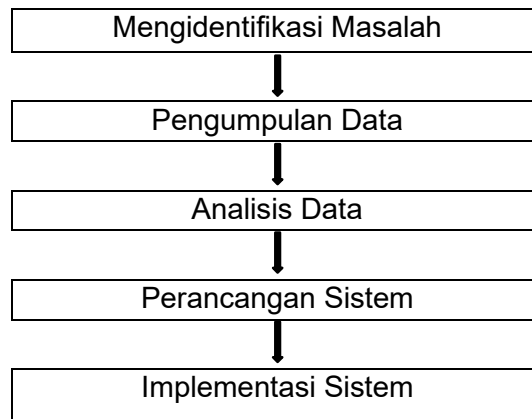 Mengidentifikasi Masalah
Pengumpulan Data
Analisis Data
Perancangan Sistem
Implementasi Sistem